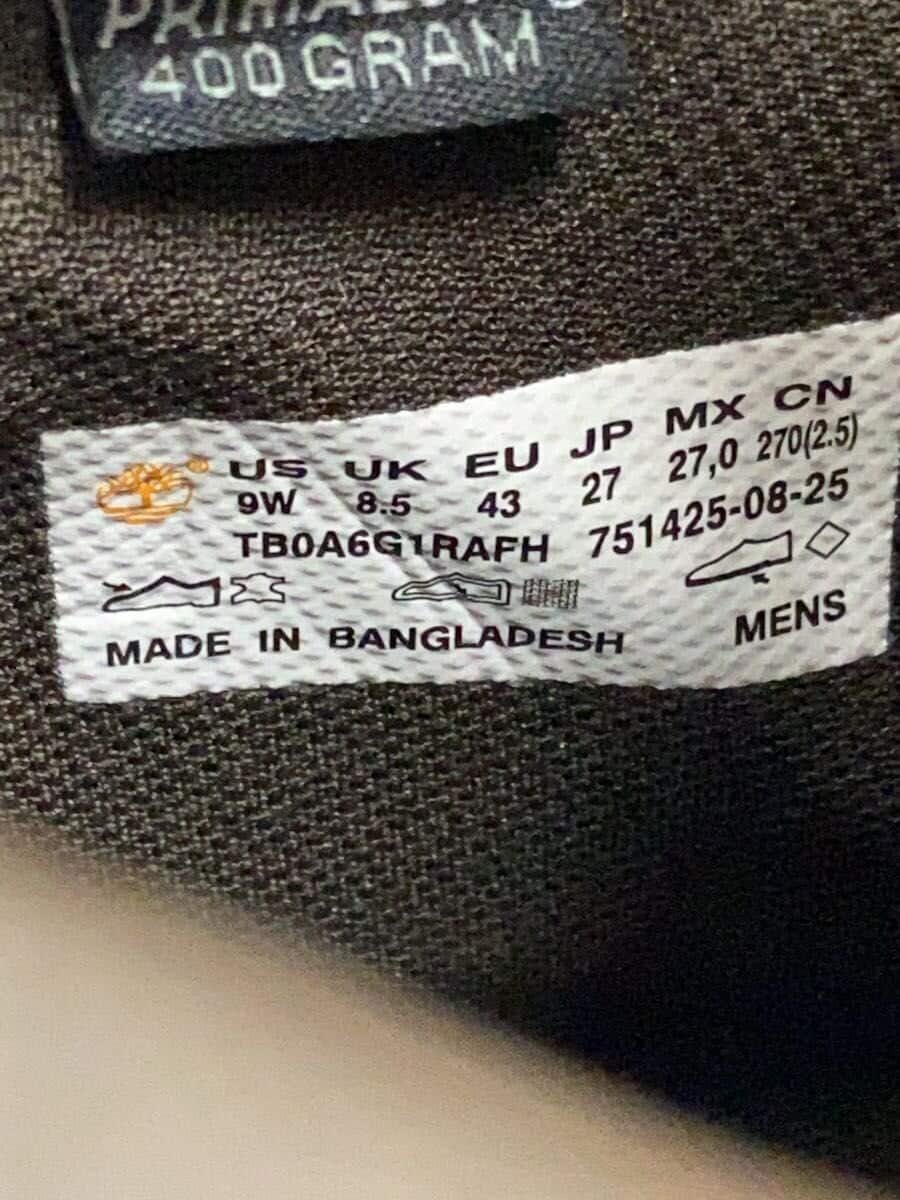 400 GRAM
US UK EU JP MX CN
9W 8.5 43 27 27,0 270(2.5)
TB0A6G1RAFH 751425-08-25
MADE IN BANGLADESH MENS